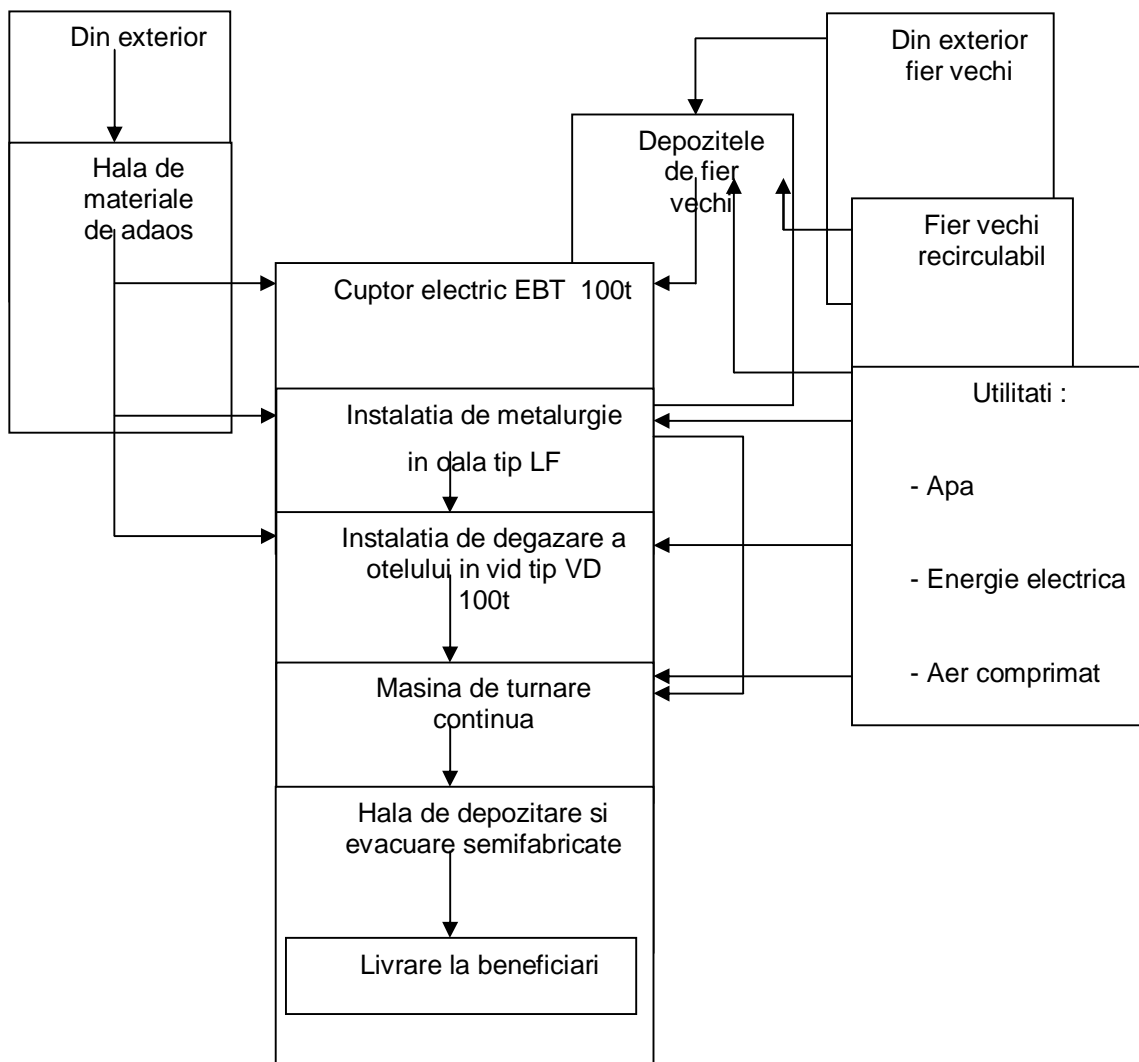 Din exterior
Hala de
materiale
de adaos
Din exterior
fier vechi
Depozitele
de fier
vechi
Fier vechi
recirculabil
Cuptor electric EBT  100t
Instalatia de metalurgie
in oala tip LF
Instalatia de degazare a
otelului in vid tip VD
100t
Masina de turnare
continua
Hala de depozitare si
evacuare semifabricate
Livrare la beneficiari
Utilitati :
- Apa
- Energie electrica
- Aer comprimat